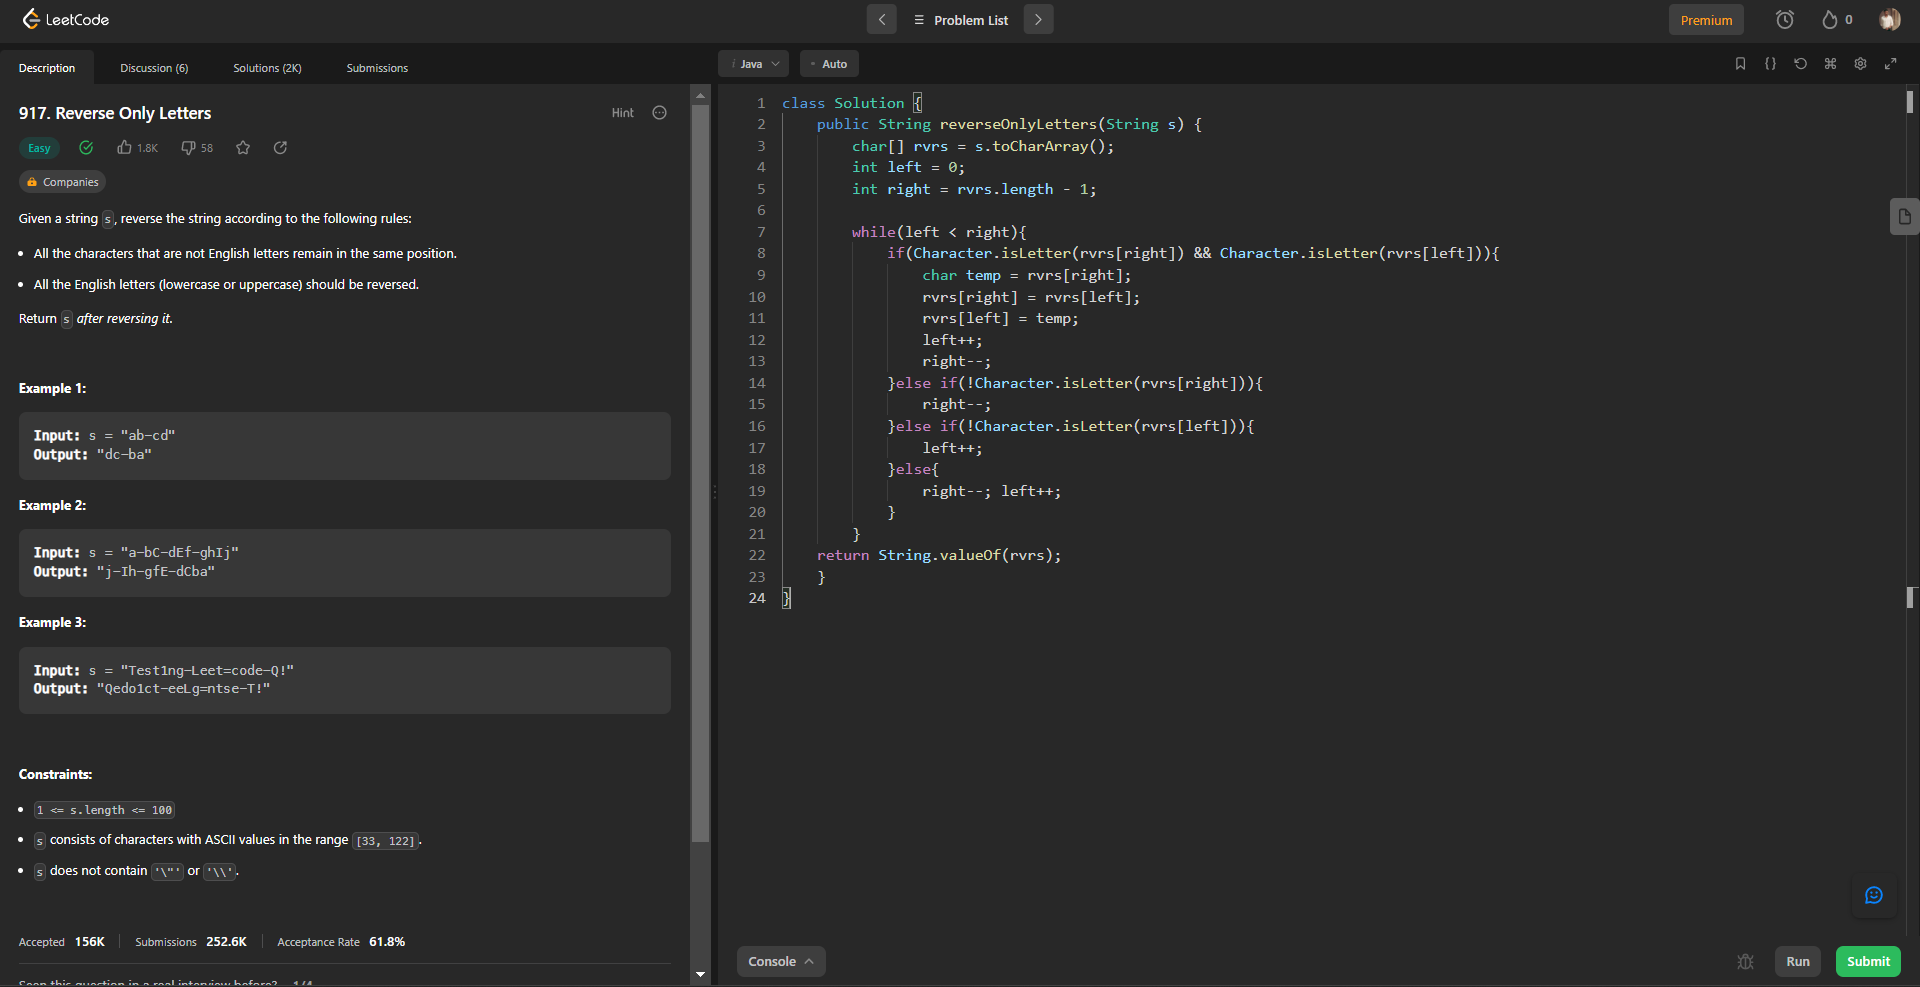 LeetCode
Problem List
Premium
0
Description
Discussion (6)
Solutions (2K)
Submissions
i Java
Auto
917. Reverse Only Letters
Hint
Easy
1.8K
58
Companies
Given a string s, reverse the string according to the following rules:
• All the characters that are not English letters remain in the same position.
• All the English letters (lowercase or uppercase) should be reversed.
Return s after reversing it.
Example 1:
Input: s = "ab-cd"
Output: "dc-ba"
Example 2:
Input: s = "a-bC-dEf-ghIj"
Output: "j-Ih-gfE-dCba"
Example 3:
Input: s = "Test1ng-Leet=code-Q!"
Output: "Qedo1ct-eeLg=ntse-T!"
Constraints:
• 1 <= s.length <= 100
• s consists of characters with ASCII values in the range [33, 122].
• s does not contain '\"' or '\\'.
Accepted 156K
Submissions 252.6K
Acceptance Rate 61.8%
Seen this question in a real interview before? 1/4
1 class Solution {
2 public String reverseOnlyLetters(String s) {
3 char[] rvrs = s.toCharArray();
4 int left = 0;
5 int right = rvrs.length - 1;
6
7 while(left < right){
8 if(Character.isLetter(rvrs[right]) && Character.isLetter(rvrs[left])){
9 char temp = rvrs[right];
10 rvrs[right] = rvrs[left];
11 rvrs[left] = temp;
12 left++;
13 right--;
14 }else if(!Character.isLetter(rvrs[right])){
15 right--;
16 }else if(!Character.isLetter(rvrs[left])){
17 left++;
18 }else{
19 right--; left++;
20 }
21 }
22 return String.valueOf(rvrs);
23 }
24 }
Console
Run
Submit